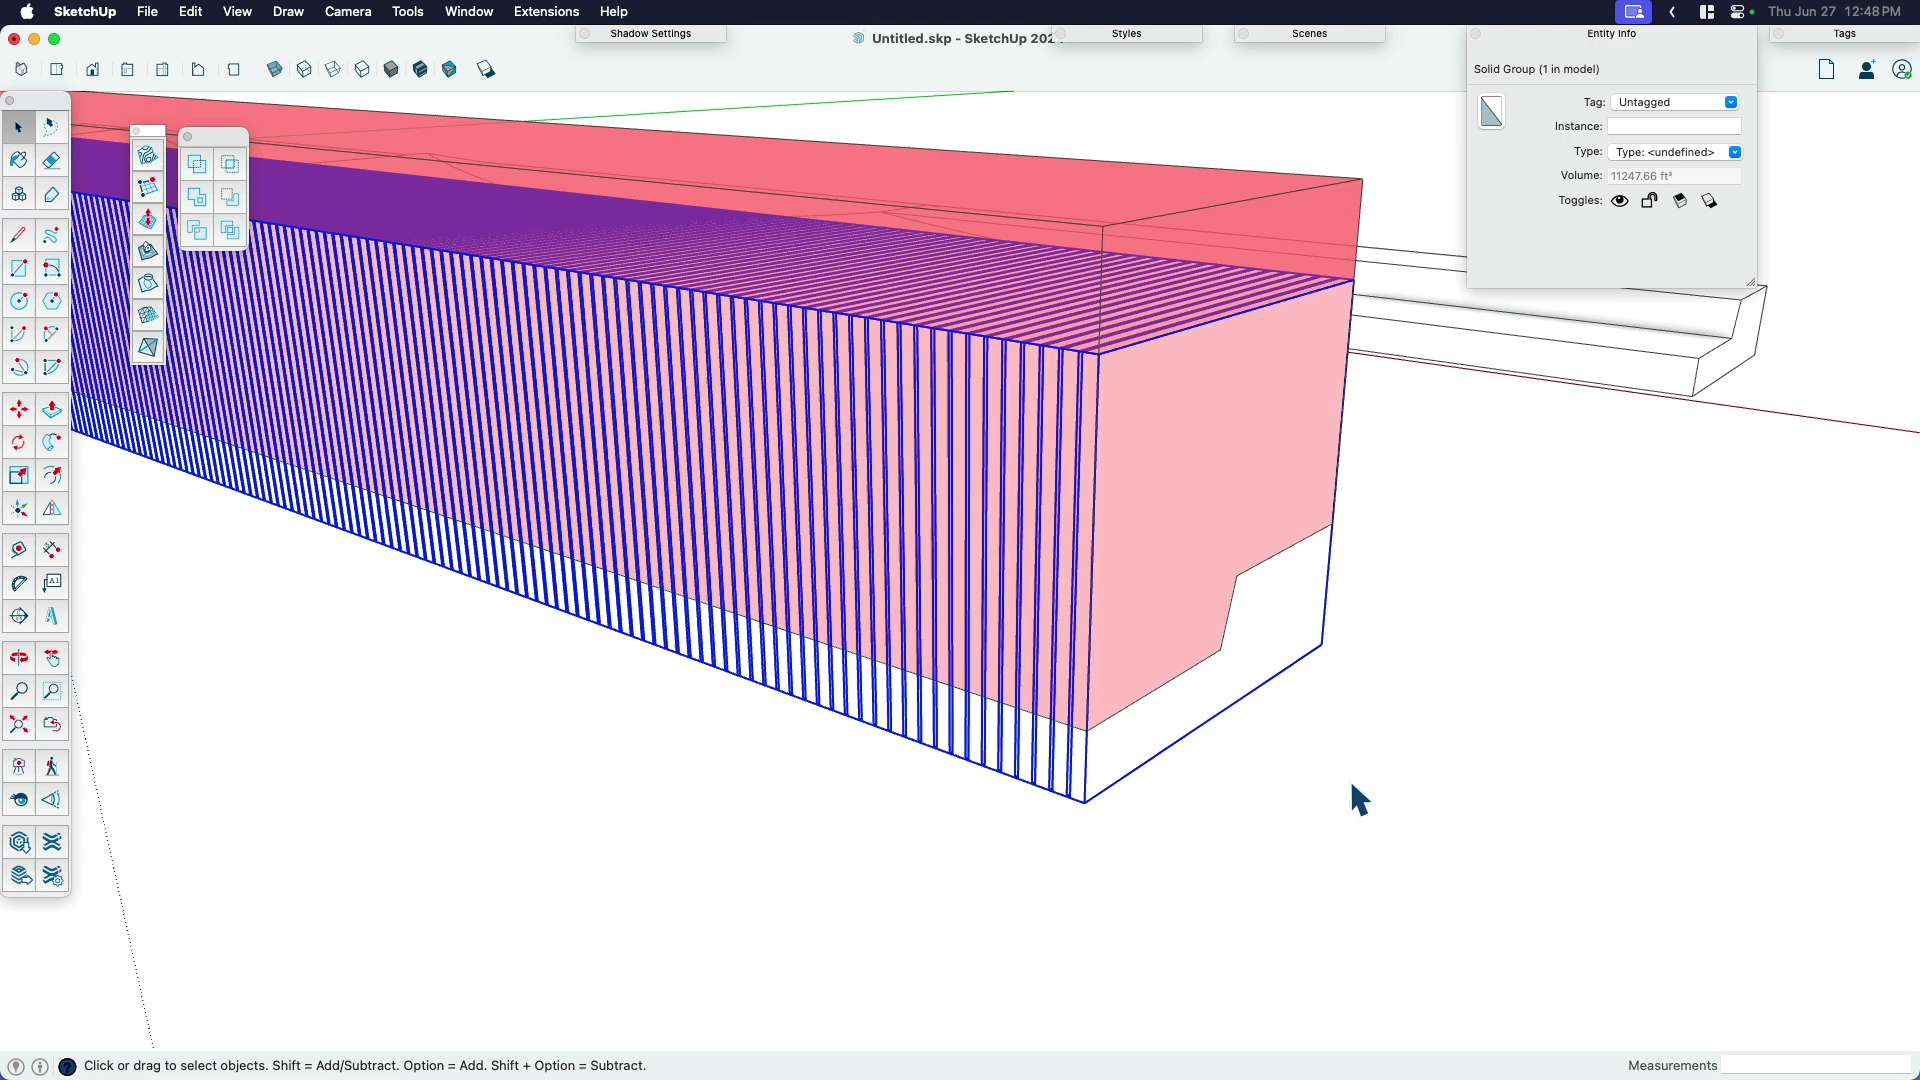 SketchUp File Edit View Draw Camera Tools Window Extensions Help
Thu Jun 27 12:48 PM
Shadow Settings
Untitled.skp - SketchUp 202
Styles
Scenes
Entity Info
Tags
Solid Group (1 in model)
Tag: Untagged
Instance:
Type: Type: <undefined>
Volume: 11247.66 ft³
Toggles:
A1
Click or drag to select objects. Shift = Add/Subtract. Option = Add. Shift + Option = Subtract.
Measurements